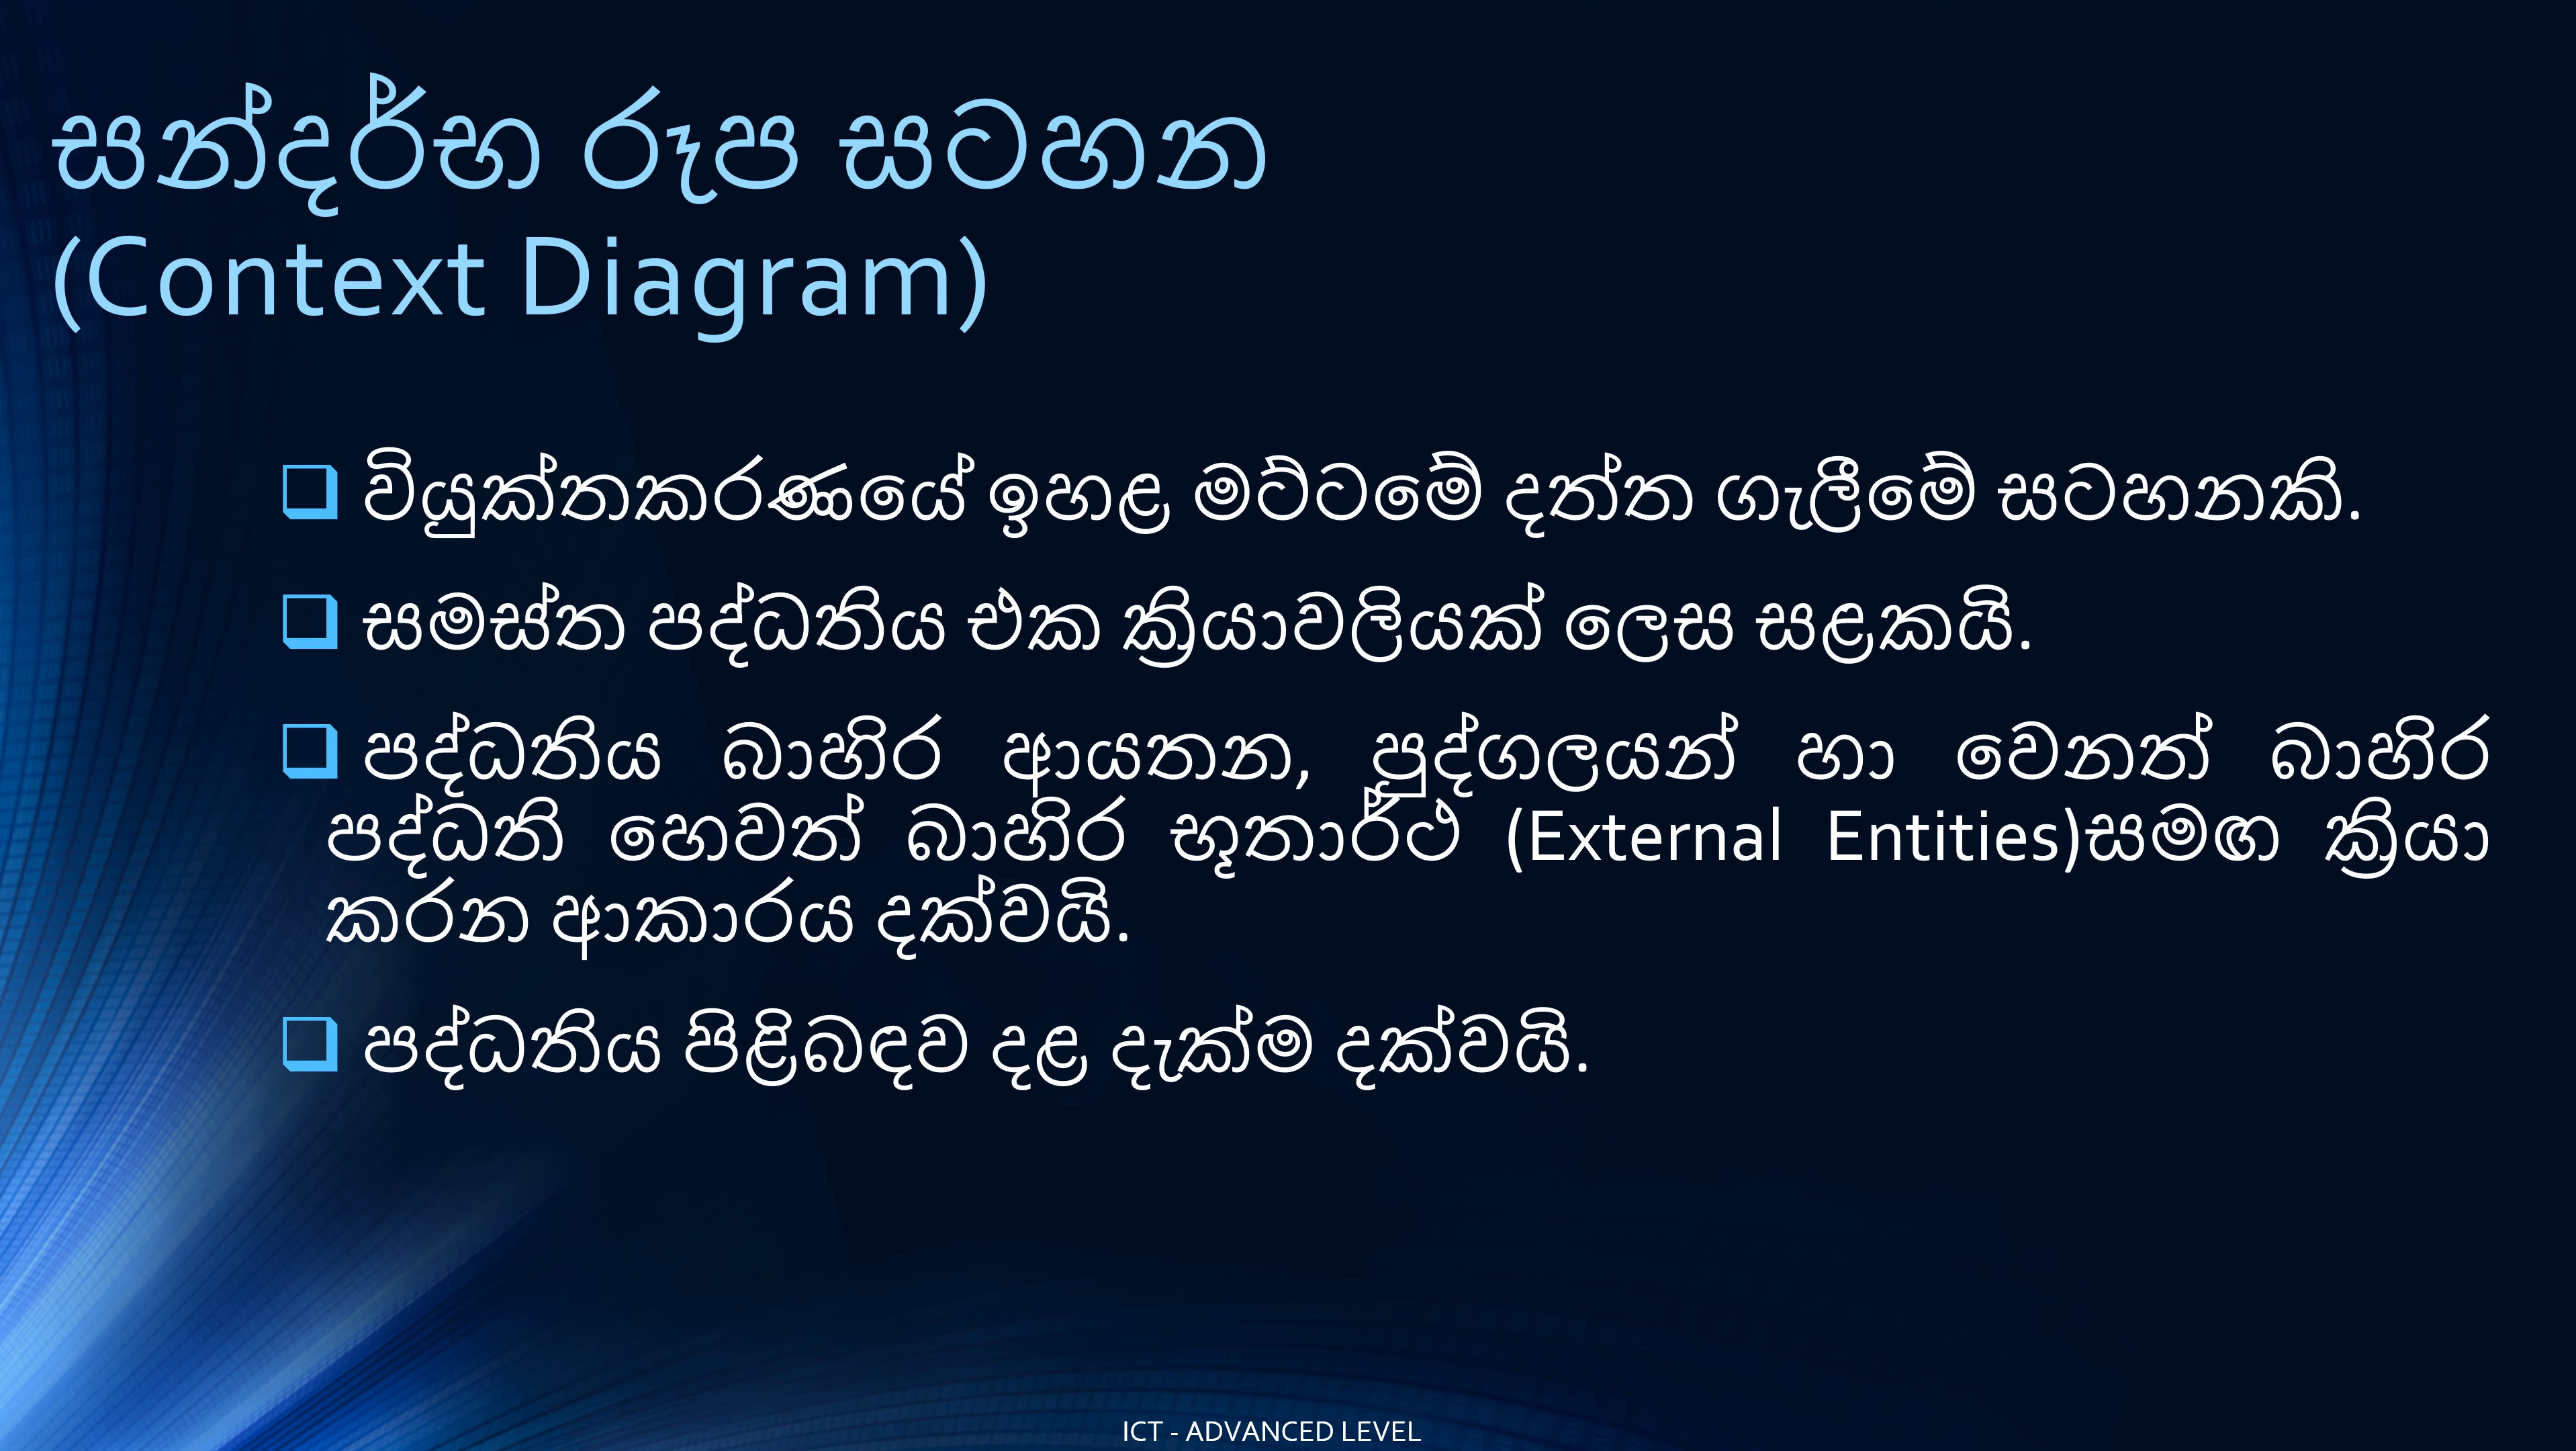 සන්දර්භ රූප සටහන
(Context Diagram)
❑ වියුක්තකරණයේ ඉහළ මට්ටමේ දත්ත ගැලීමේ සටහනකි.
❑ සමස්ත පද්ධතිය එක ක්‍රියාවලියක් ලෙස සළකයි.
❑ පද්ධතිය බාහිර ආයතන, පුද්ගලයන් හා වෙනත් බාහිර
පද්ධති හෙවත් බාහිර භූතාර්ථ (External Entities)සමඟ ක්‍රියා
කරන ආකාරය දක්වයි.
❑ පද්ධතිය පිළිබඳව දළ දැක්ම දක්වයි.
ICT - ADVANCED LEVEL